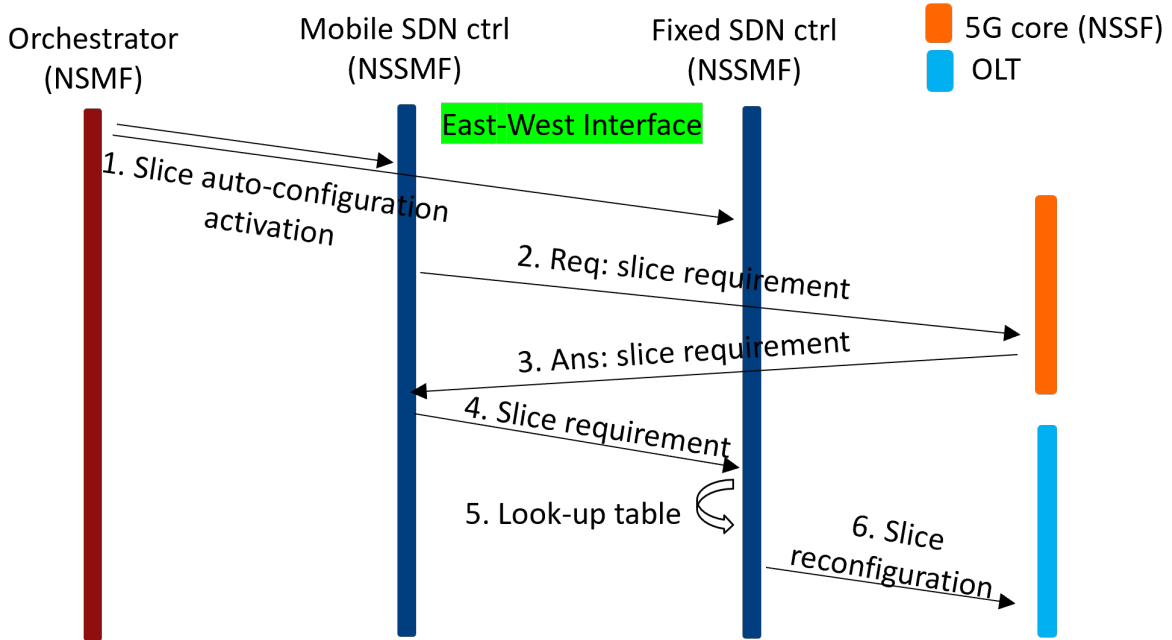 Orchestrator
(NSMF)
Mobile SDN ctrl
(NSSMF)
Fixed SDN ctrl
(NSSMF)
5G core (NSSF)
OLT
East-West Interface
1. Slice auto-configuration
activation
2. Req: slice requirement
3. Ans: slice requirement
4. Slice requirement
5. Look-up table
6. Slice
reconfiguration